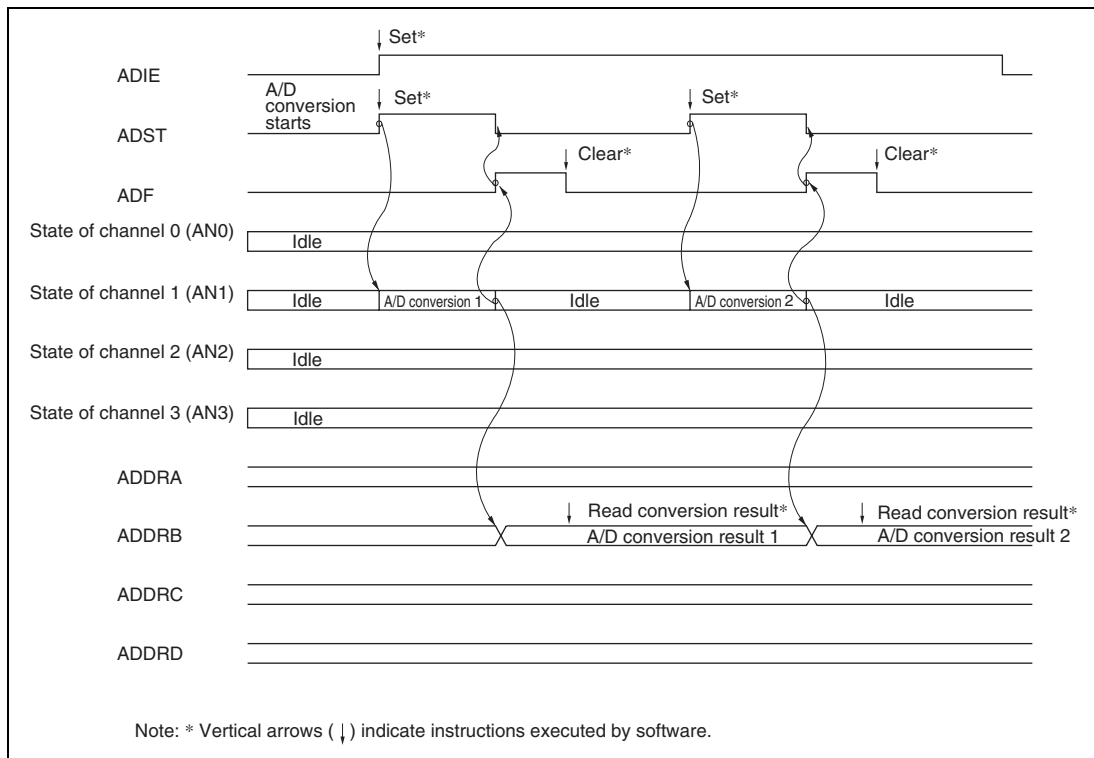 Set*
ADIE
A/D
conversion
starts
Set*
Set*
ADST
Clear*
Clear*
ADF
State of channel 0 (AN0)
Idle
State of channel 1 (AN1)
Idle
A/D conversion 1
Idle
A/D conversion 2
Idle
State of channel 2 (AN2)
Idle
State of channel 3 (AN3)
Idle
ADDRA
Read conversion result*
Read conversion result*
ADDRB
A/D conversion result 1
A/D conversion result 2
ADDRC
ADDRD
Note: * Vertical arrows (↓) indicate instructions executed by software.